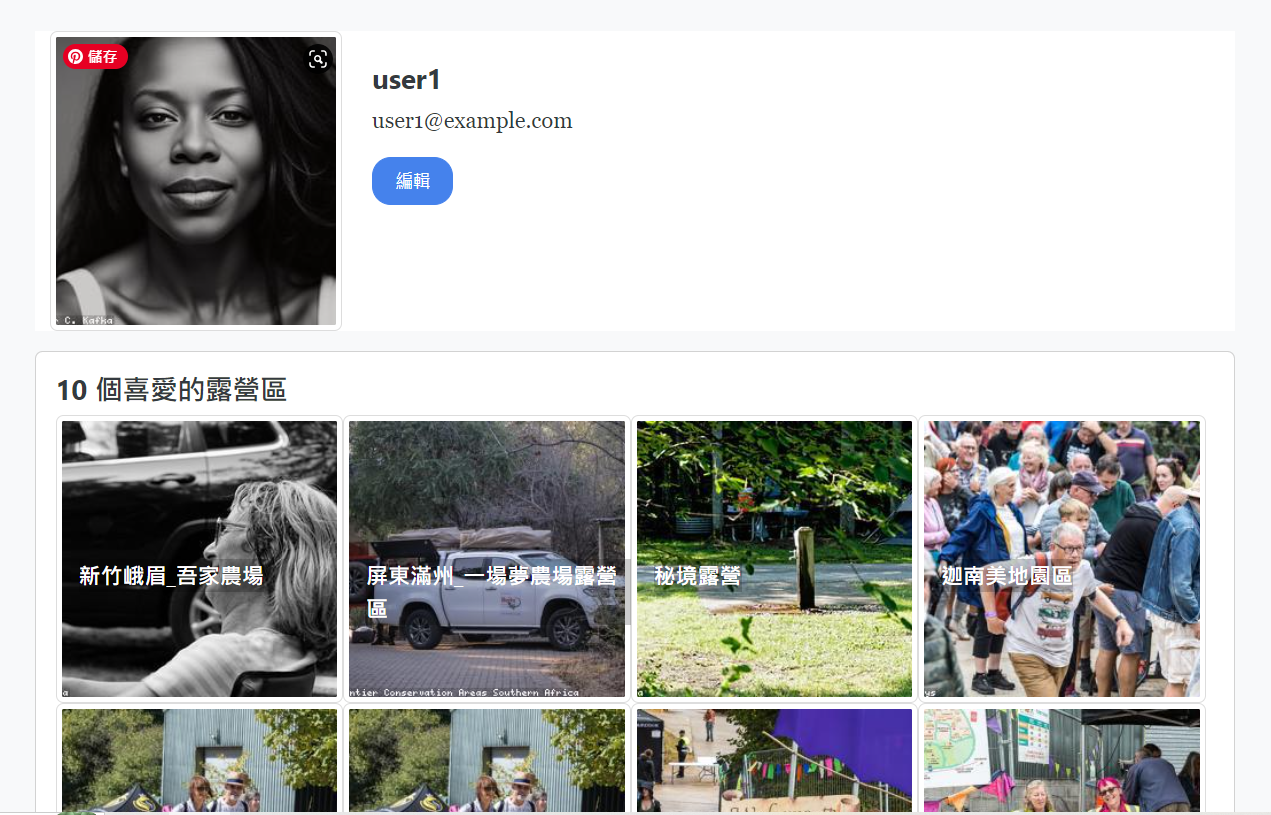 儲存
user1
user1@example.com
編輯
C. Kafka
10 個喜愛的露營區
新竹峨眉_吾家農場
屏東滿州_一場夢農場露營
區
秘境露營
迦南美地園區
a
ntier Conservation Areas Southern Africa
a
ys